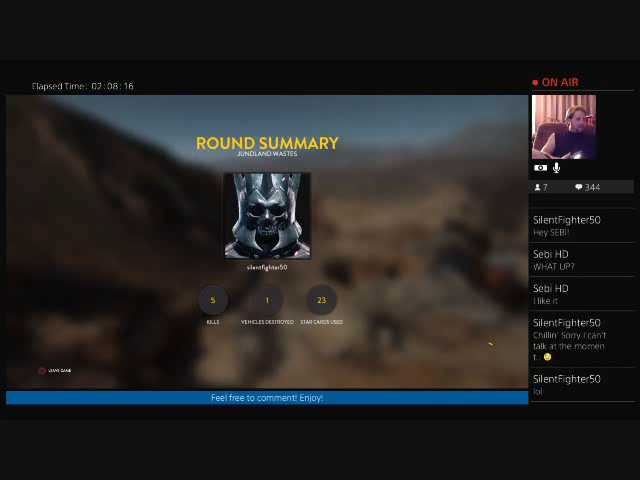 Elapsed Time: 02:08:16
ON AIR
ROUND SUMMARY
JUNDLAND WASTES
silentfighter50
5
1
23
KILLS
VEHICLES DESTROYED
STAR CARDS USED
LEAVE GAME
Feel free to comment! Enjoy!
7
344
SilentFighter50
Hey SEBI!
Sebi HD
WHAT UP?
Sebi HD
I like it
SilentFighter50
Chillin' Sorry I can't
talk at the momen
t..
SilentFighter50
lol